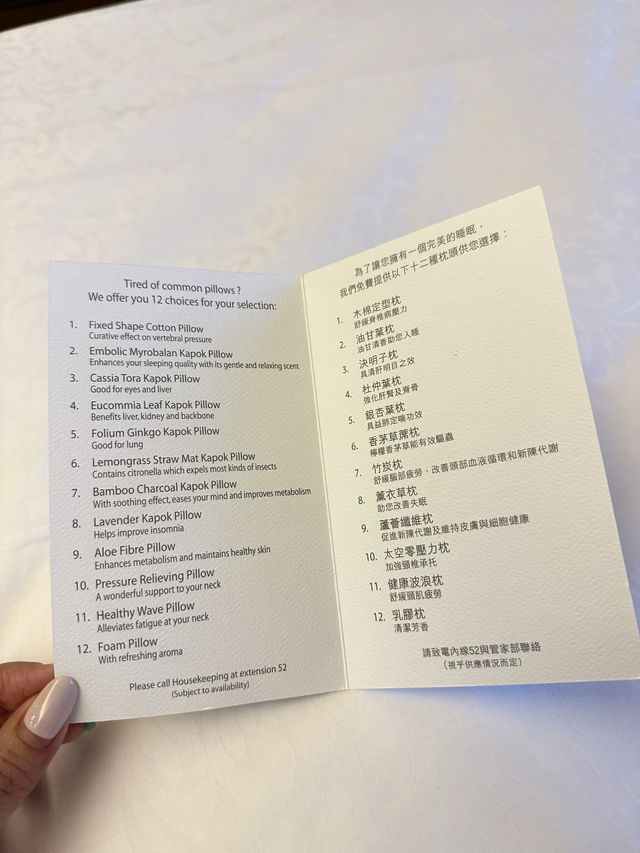 Tired of common pillows ?
We offer you 12 choices for your selection:
1. Fixed Shape Cotton Pillow
Curative effect on vertebral pressure
2. Embolic Myrobalan Kapok Pillow
Enhances your sleeping quality with its gentle and relaxing scent
3. Cassia Tora Kapok Pillow
Good for eyes and liver
4. Eucommia Leaf Kapok Pillow
Benefits liver, kidney and backbone
5. Folium Ginkgo Kapok Pillow
Good for lung
6. Lemongrass Straw Mat Kapok Pillow
Contains citronella which expels most kinds of insects
7. Bamboo Charcoal Kapok Pillow
With soothing effect, eases your mind and improves metabolism
8. Lavender Kapok Pillow
Helps improve insomnia
9. Aloe Fibre Pillow
Enhances metabolism and maintains healthy skin
10. Pressure Relieving Pillow
A wonderful support to your neck
11. Healthy Wave Pillow
Alleviates fatigue at your neck
12. Foam Pillow
With refreshing aroma
Please call Housekeeping at extension 52
(Subject to availability)
為了讓您擁有一個完美的睡眠，
我們免費提供以下十二種枕頭供您選擇：
1. 木棉定型枕
舒緩脊椎病壓力
2. 油甘葉枕
油甘清香助您入睡
3. 決明子枕
具清肝明目之效
4. 杜仲葉枕
強化肝腎及脊骨
5. 銀杏葉枕
具益肺定喘功效
6. 香茅草蓆枕
檸檬香茅草能有效驅蟲
7. 竹炭枕
舒緩腦部疲勞，改善頭部血液循環和新陳代謝
8. 薰衣草枕
助您改善失眠
9. 蘆薈纖維枕
促進新陳代謝及維持皮膚與細胞健康
10. 太空零壓力枕
加強頸椎承托
11. 健康波浪枕
舒緩頸肌疲勞
12. 乳膠枕
清潔芳香
請致電內線52與管家部聯絡
（視乎供應情況而定）